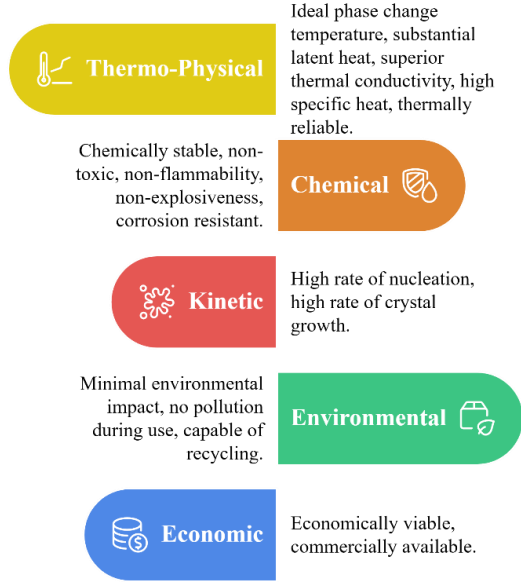 Thermo-Physical
Ideal phase change
temperature, substantial
latent heat, superior
thermal conductivity, high
specific heat, thermally
reliable.
Chemically stable, non-
toxic, non-flammability,
non-explosiveness,
corrosion resistant.
Chemical
Kinetic
High rate of nucleation,
high rate of crystal
growth.
Minimal environmental
impact, no pollution
during use, capable of
recycling.
Environmental
$
Economic
Economically viable,
commercially available.